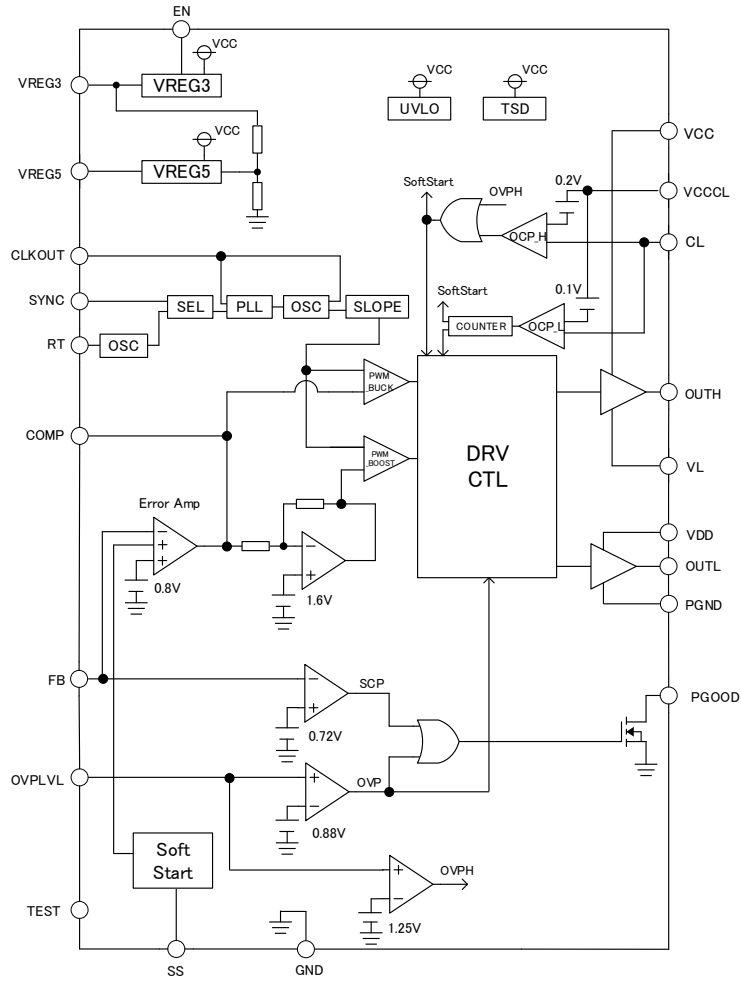 EN
VCC
VREG3
VREG3
VCC
VCC
UVLO
TSD
VCC
VREG5
VREG5
VCC
SoftStart
OVPH
0.2V
VCCCL
OCP_H
CL
CLKOUT
SYNC
SEL
PLL
OSC
SLOPE
SoftStart
0.1V
COUNTER
OCP_L
RT
OSC
PWM
_BUCK
OUTH
COMP
PWM
_BOOST
DRV
CTL
VL
Error Amp
VDD
OUTL
0.8V
1.6V
PGND
FB
SCP
PGOOD
0.72V
OVPLVL
OVP
0.88V
Soft
Start
OVPH
TEST
1.25V
SS
GND